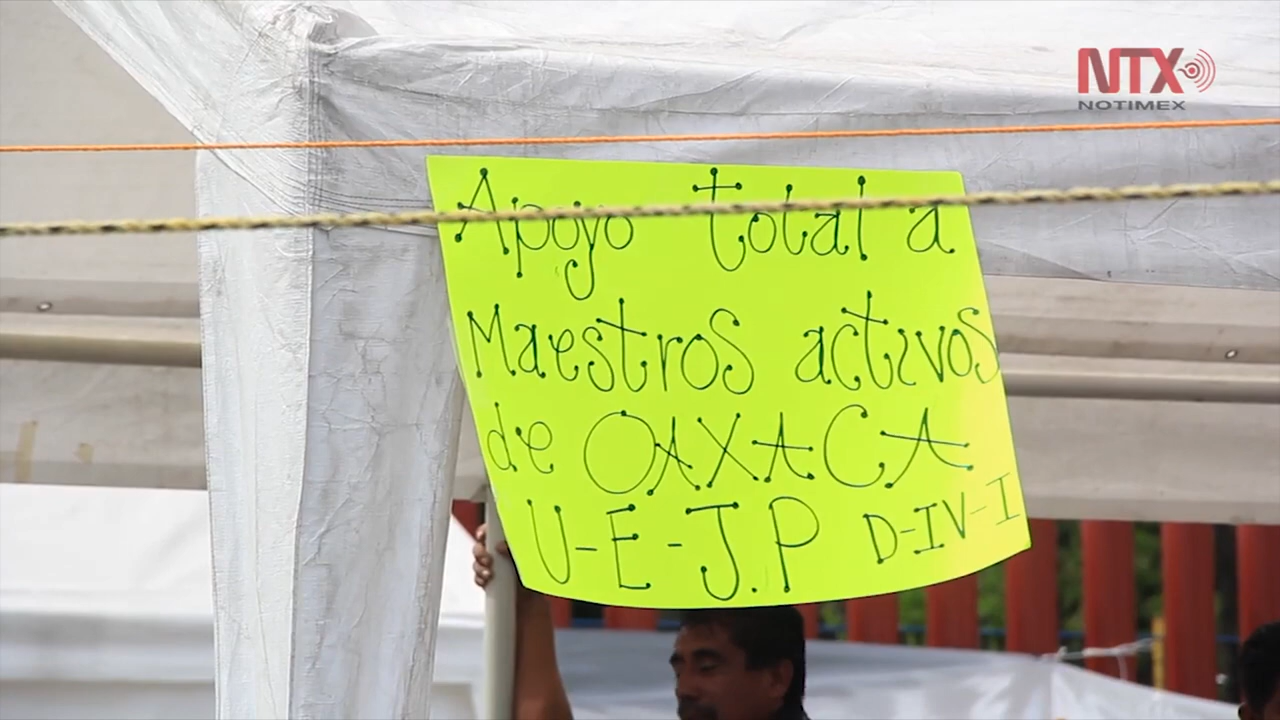 NTX
NOTIMEX
Apoyo total a
Maestros activos
de OAXACA
U-E-J.P D-IV-I